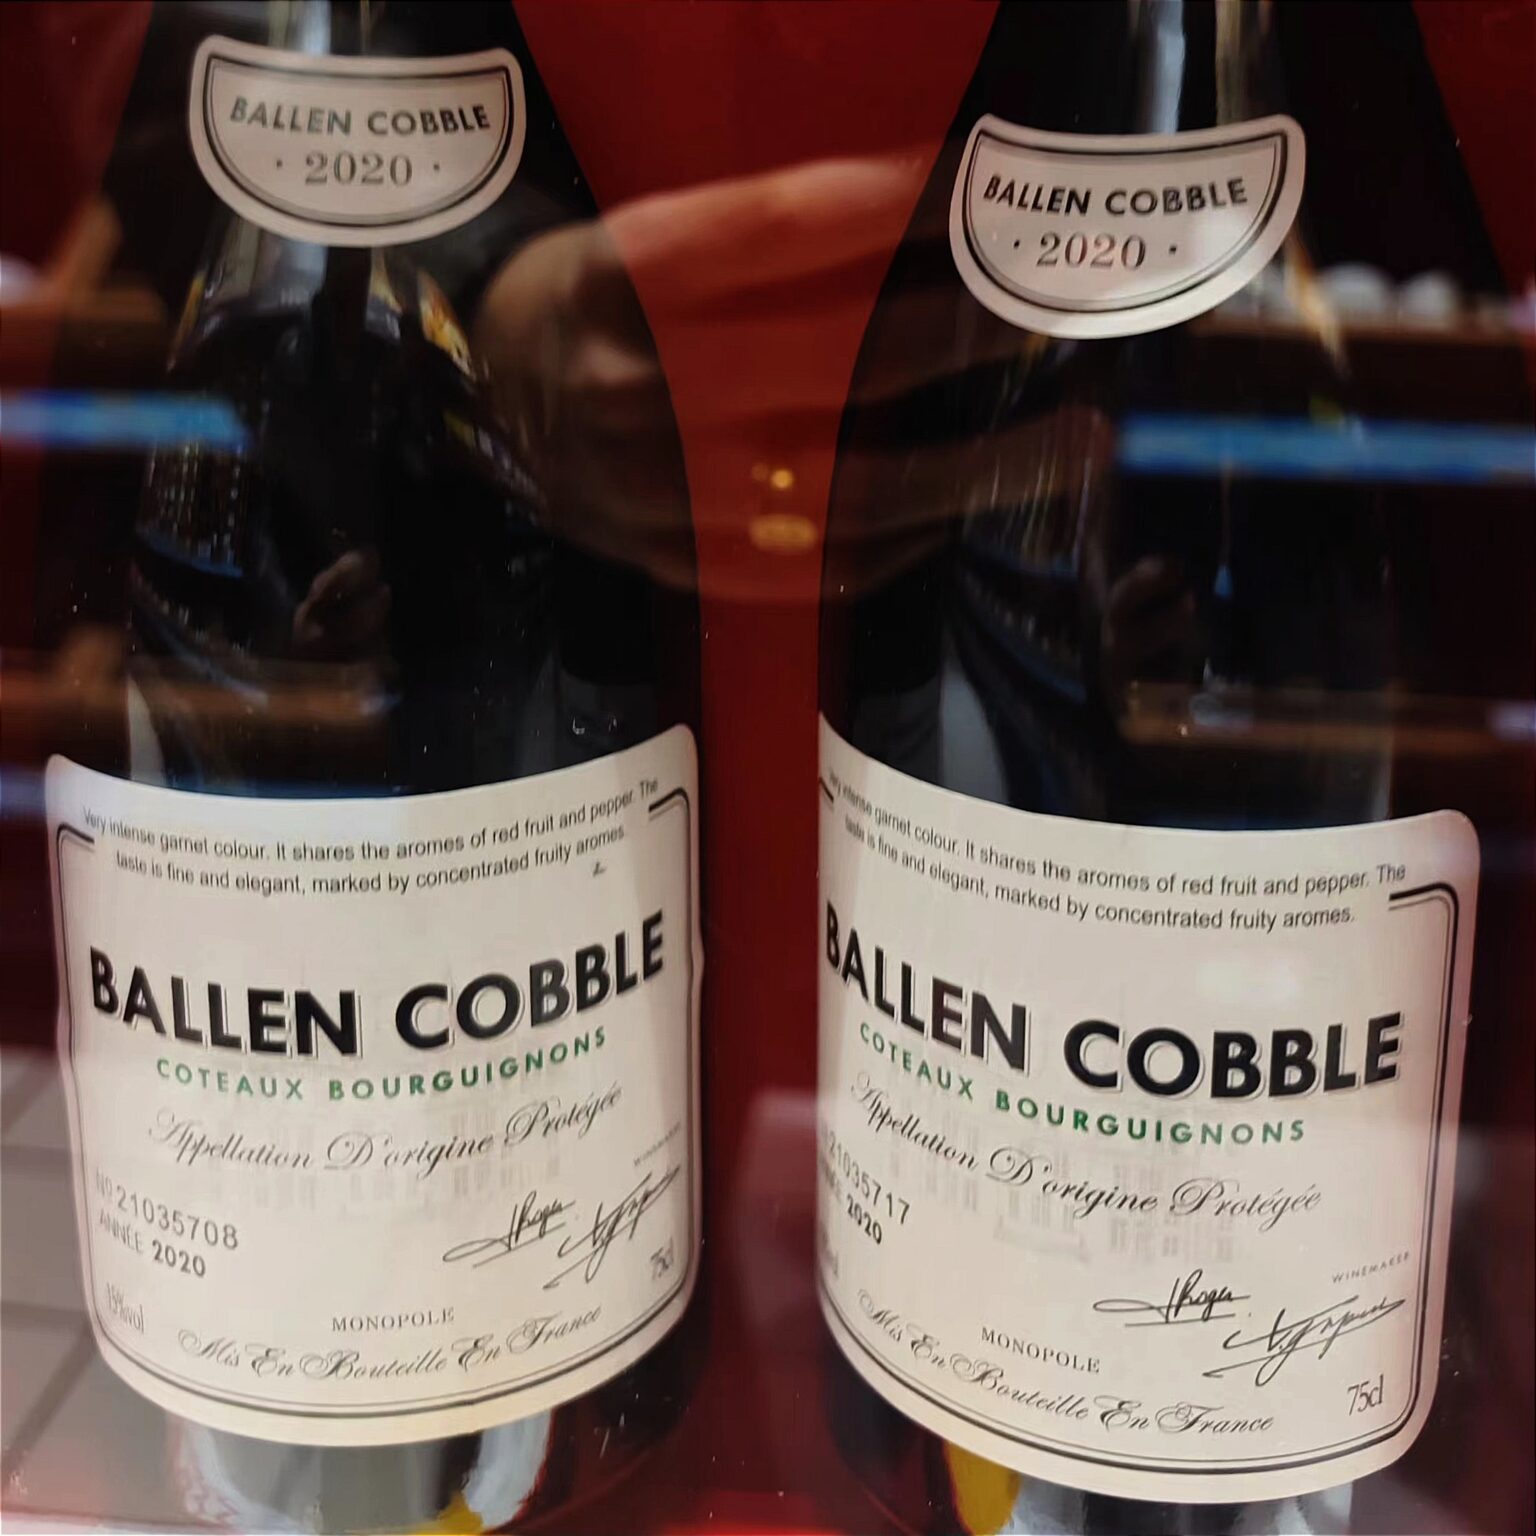 BALLEN COBBLE
· 2020 ·
Very intense garnet colour. It shares the aromes of red fruit and pepper. The
taste is fine and elegant, marked by concentrated fruity aromes.
BALLEN COBBLE
COTEAUX BOURGUIGNONS
Appellation D'origine Protégée
Nº 21035708
ANNÉE 2020
WINEMAKER
75cl
13%vol
MONOPOLE
Mis En Bouteille En France
BALLEN COBBLE
· 2020 ·
Very intense garnet colour. It shares the aromes of red fruit and pepper. The
taste is fine and elegant, marked by concentrated fruity aromes.
BALLEN COBBLE
COTEAUX BOURGUIGNONS
Appellation D'origine Protégée
21035717
2020
WINEMAKER
MONOPOLE
75cl
Mis En Bouteille En France